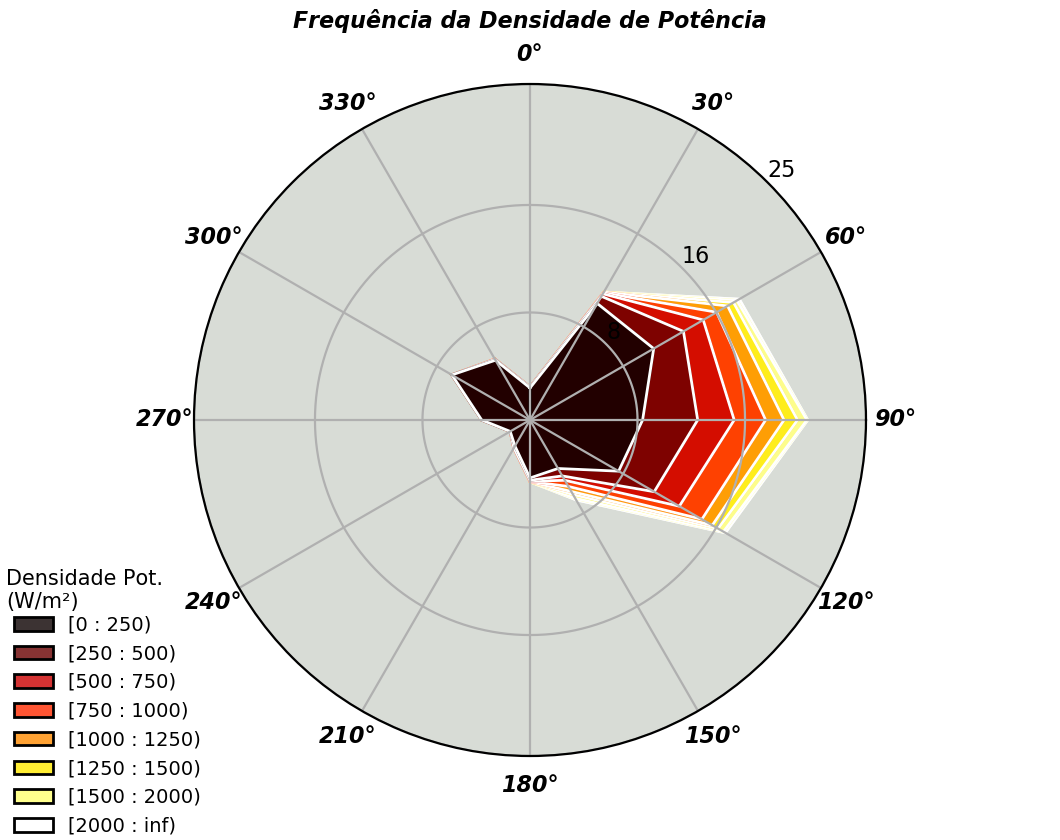 Frequência da Densidade de Potência
0°
330°
30°
25
300°
60°
16
8
270°
90°
240°
120°
210°
150°
180°
Densidade Pot.
(W/m²)
[0 : 250)
[250 : 500)
[500 : 750)
[750 : 1000)
[1000 : 1250)
[1250 : 1500)
[1500 : 2000)
[2000 : inf)